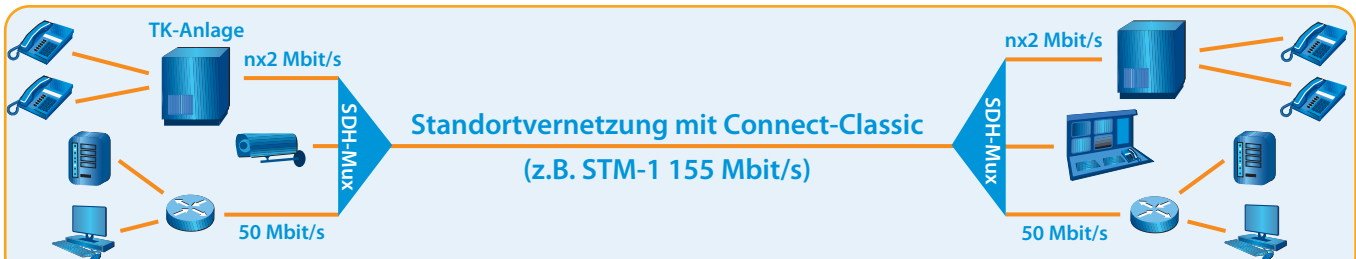 TK-Anlage
nx2 Mbit/s
SDH-Mux
50 Mbit/s
Standortvernetzung mit Connect-Classic
(z.B. STM-1 155 Mbit/s)
nx2 Mbit/s
SDH-Mux
50 Mbit/s